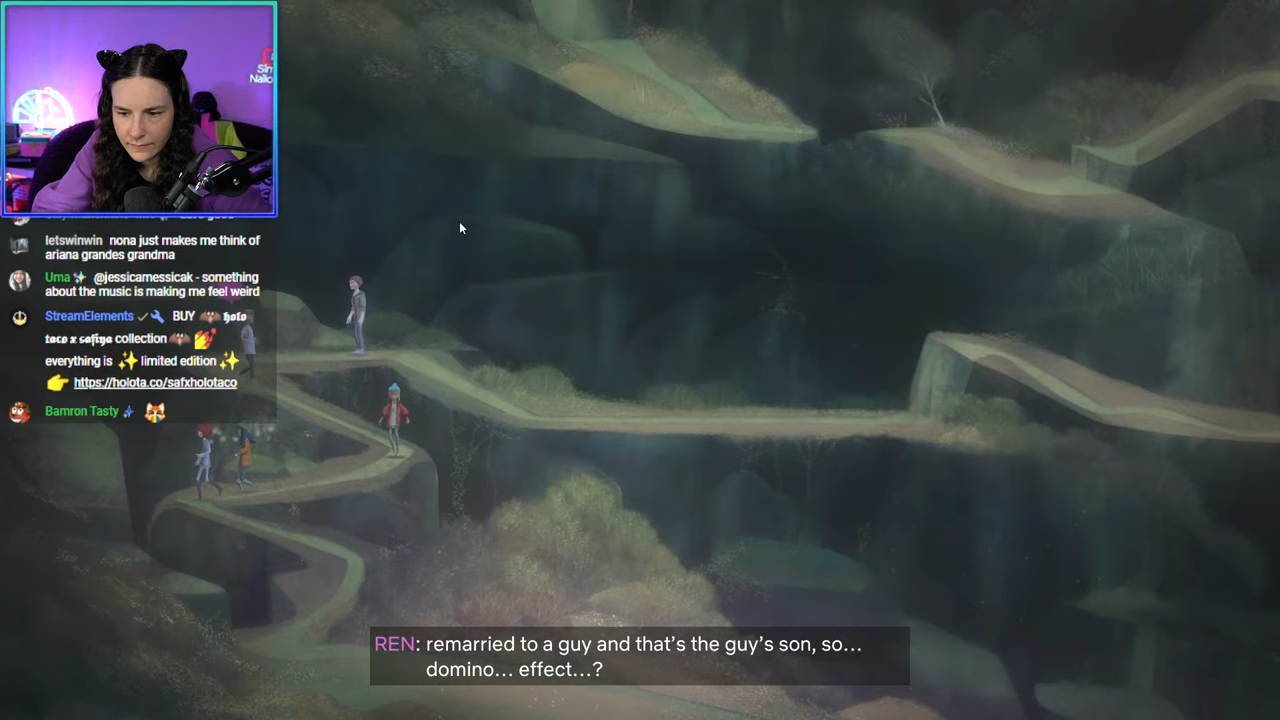 Sim
Nailco
letswinwin nona just makes me think of
ariana grandes grandma
Uma @jessicamessicak - something
about the music is making me feel weird
StreamElements BUY 𝖍𝖔𝖑𝖔
𝖙𝖆𝖈𝖔 𝖝 𝖘𝖆𝖋𝖎𝖞𝖆 collection
everything is ✨ limited edition ✨
👉 https://holota.co/safxholotaco
Bamron Tasty
REN: remarried to a guy and that's the guy's son, so...
domino... effect...?